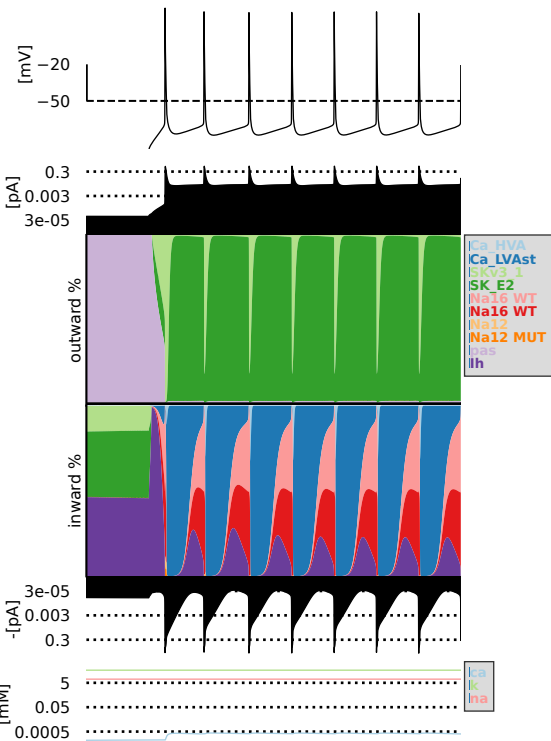 [mV]
−20
−50
[pA]
0.3
0.003
3e-05
outward %
Ca_HVA
Ca_LVAst
SKv3_1
SK_E2
Na16 WT
Na16 WT
Na12
Na12 MUT
pas
Ih
inward %
-[pA]
3e-05
0.003
0.3
[mM]
5
0.05
0.0005
ca
k
na